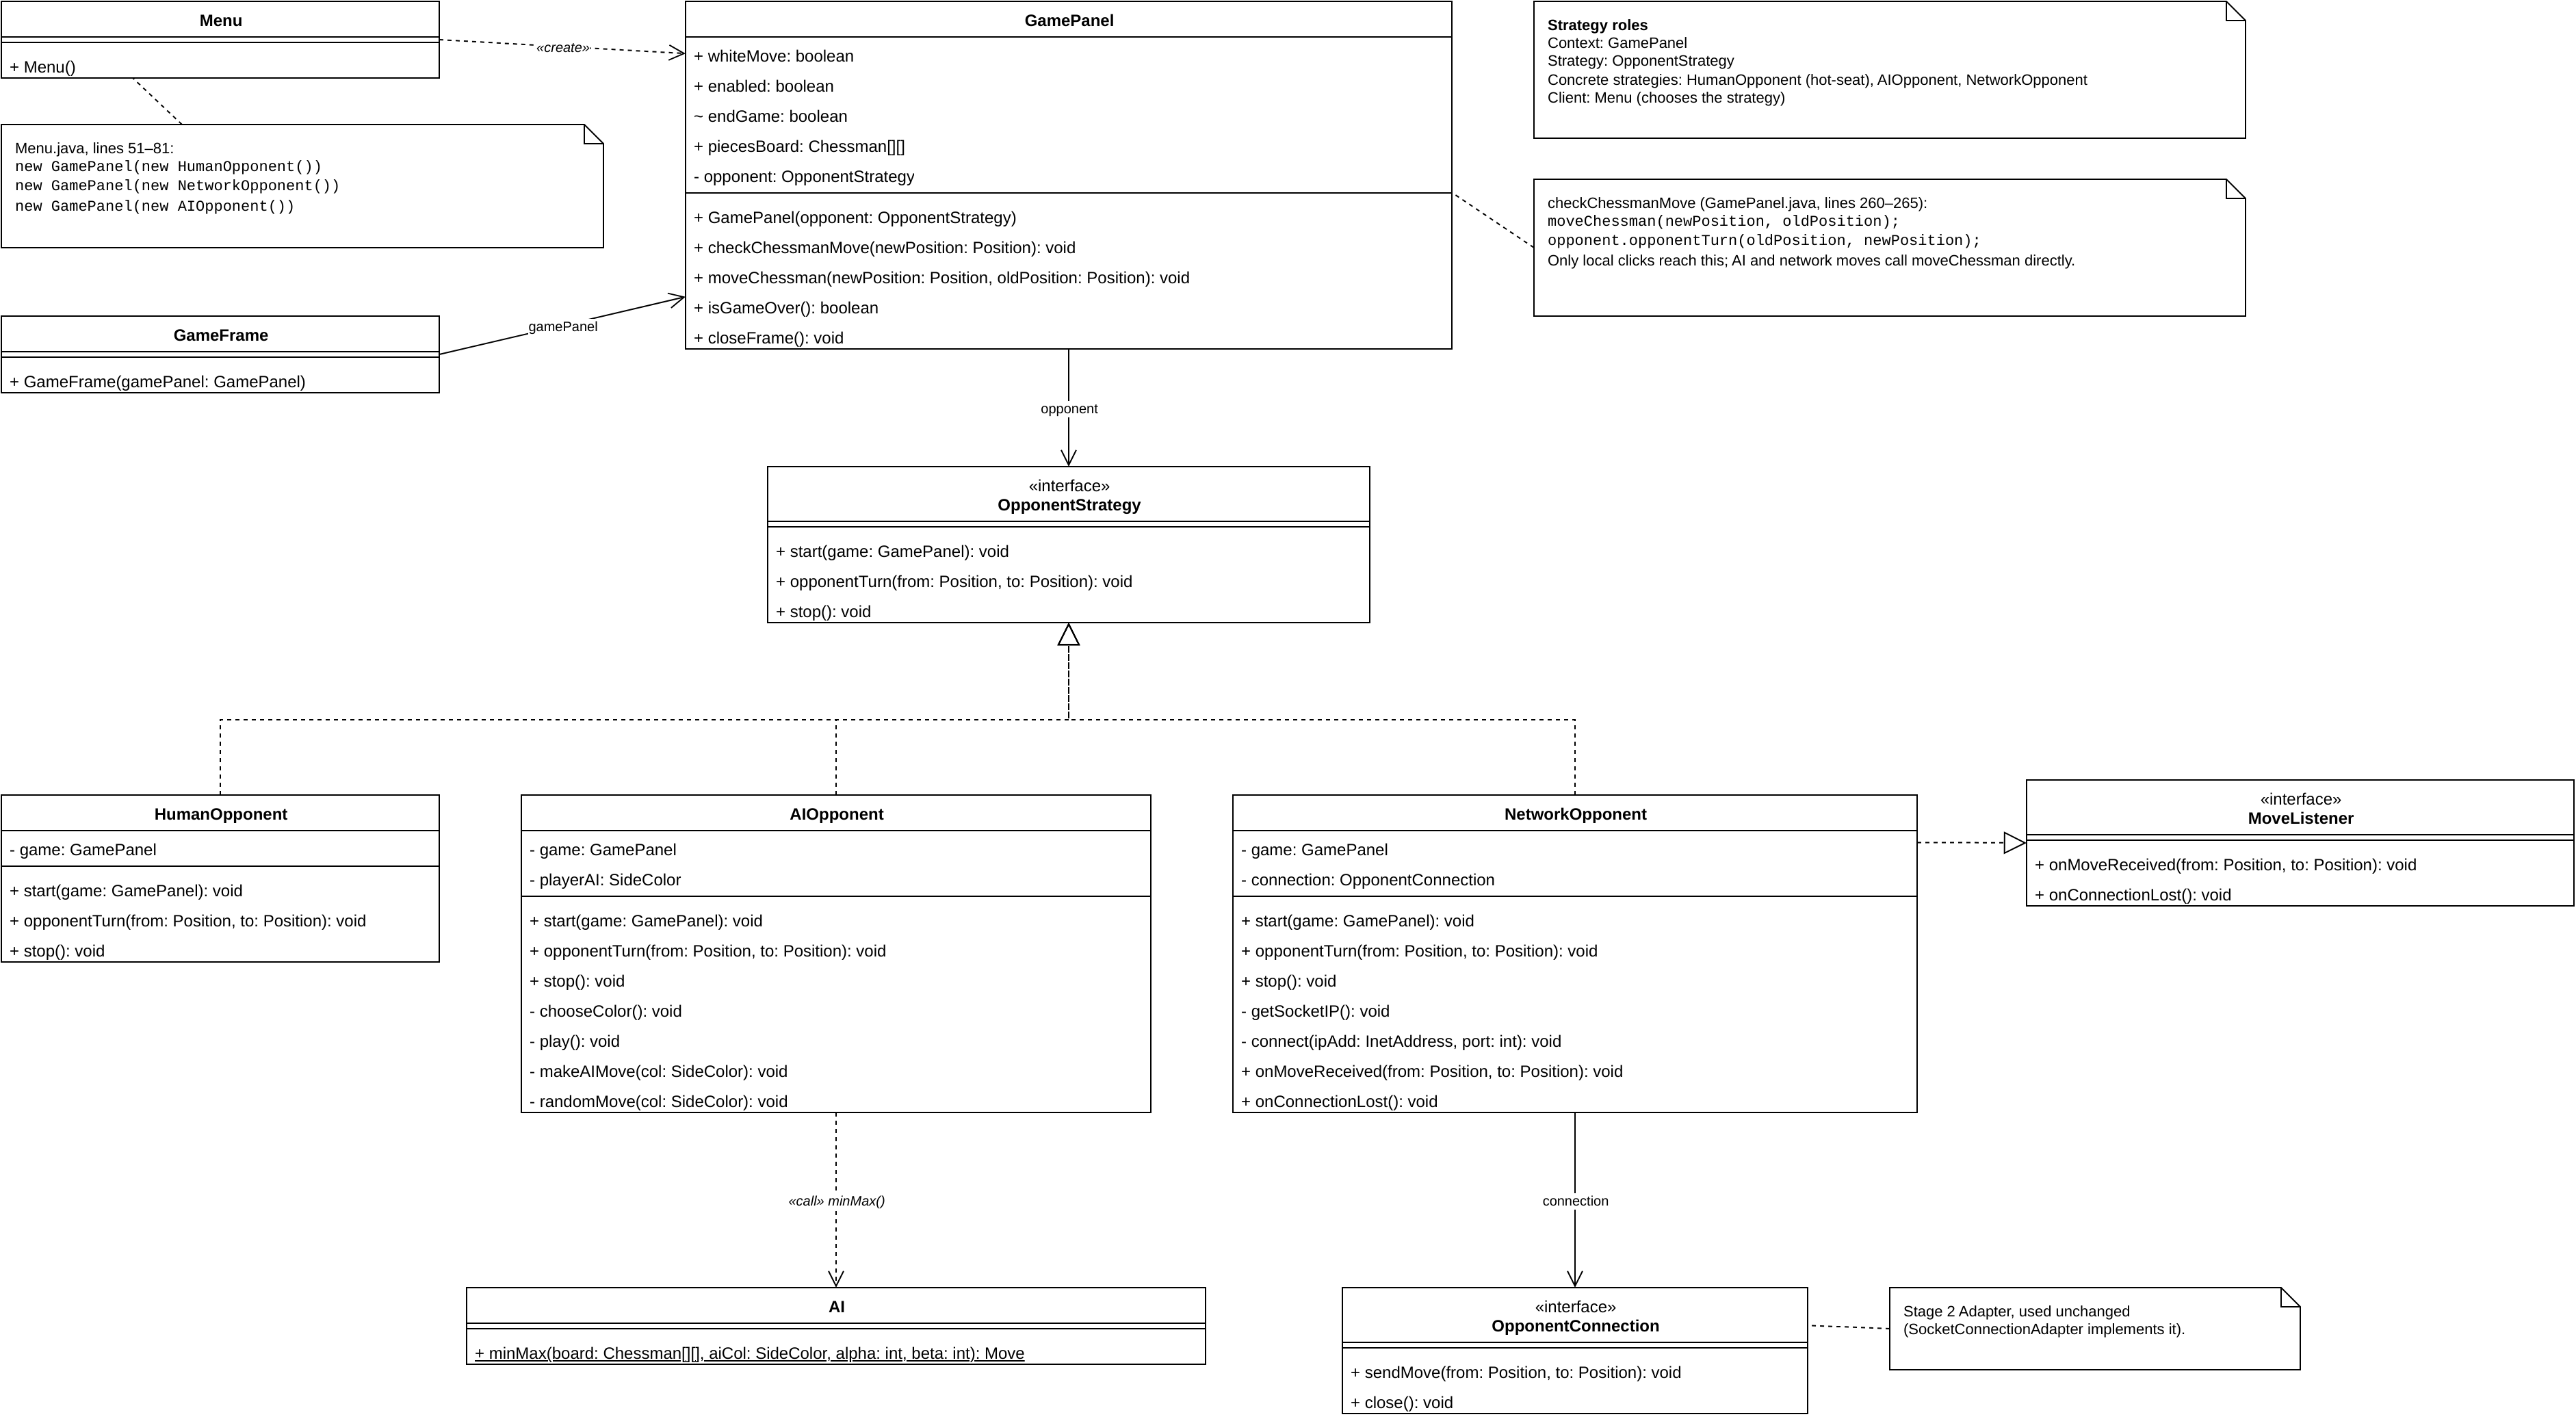 Menu
+ Menu()
«create»
GamePanel
+ whiteMove: boolean
+ enabled: boolean
~ endGame: boolean
+ piecesBoard: Chessman[][]
- opponent: OpponentStrategy
+ GamePanel(opponent: OpponentStrategy)
+ checkChessmanMove(newPosition: Position): void
+ moveChessman(newPosition: Position, oldPosition: Position): void
+ isGameOver(): boolean
+ closeFrame(): void
Strategy roles
Context: GamePanel
Strategy: OpponentStrategy
Concrete strategies: HumanOpponent (hot-seat), AIOpponent, NetworkOpponent
Client: Menu (chooses the strategy)
Menu.java, lines 51–81:
new GamePanel(new HumanOpponent())
new GamePanel(new NetworkOpponent())
new GamePanel(new AIOpponent())
checkChessmanMove (GamePanel.java, lines 260–265):
moveChessman(newPosition, oldPosition);
opponent.opponentTurn(oldPosition, newPosition);
Only local clicks reach this; AI and network moves call moveChessman directly.
GameFrame
+ GameFrame(gamePanel: GamePanel)
gamePanel
opponent
«interface»
OpponentStrategy
+ start(game: GamePanel): void
+ opponentTurn(from: Position, to: Position): void
+ stop(): void
HumanOpponent
- game: GamePanel
+ start(game: GamePanel): void
+ opponentTurn(from: Position, to: Position): void
+ stop(): void
AIOpponent
- game: GamePanel
- playerAI: SideColor
+ start(game: GamePanel): void
+ opponentTurn(from: Position, to: Position): void
+ stop(): void
- chooseColor(): void
- play(): void
- makeAIMove(col: SideColor): void
- randomMove(col: SideColor): void
NetworkOpponent
- game: GamePanel
- connection: OpponentConnection
+ start(game: GamePanel): void
+ opponentTurn(from: Position, to: Position): void
+ stop(): void
- getSocketIP(): void
- connect(ipAdd: InetAddress, port: int): void
+ onMoveReceived(from: Position, to: Position): void
+ onConnectionLost(): void
«interface»
MoveListener
+ onMoveReceived(from: Position, to: Position): void
+ onConnectionLost(): void
«call» minMax()
connection
AI
+ minMax(board: Chessman[][], aiCol: SideColor, alpha: int, beta: int): Move
«interface»
OpponentConnection
+ sendMove(from: Position, to: Position): void
+ close(): void
Stage 2 Adapter, used unchanged
(SocketConnectionAdapter implements it).